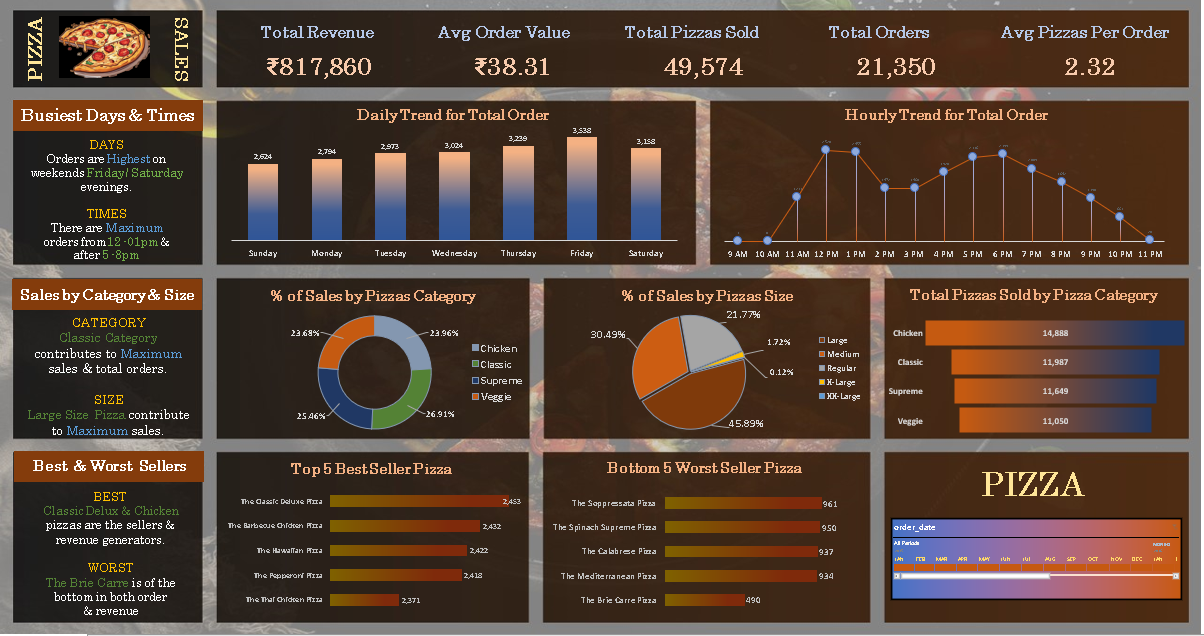 PIZZA
SALES
Total Revenue
₹817,860
Avg Order Value
₹38.31
Total Pizzas Sold
49,574
Total Orders
21,350
Avg Pizzas Per Order
2.32
Busiest Days & Times
DAYS
Orders are Highest on
weekends Friday/ Saturday
evenings.
TIMES
There are Maximum
orders from 12 -01pm &
after 5 -8pm
Daily Trend for Total Order
2,624
2,794
2,973
3,024
3,239
3,538
3,158
Sunday
Monday
Tuesday
Wednesday
Thursday
Friday
Saturday
Hourly Trend for Total Order
9 AM 10 AM 11 AM 12 PM 1 PM 2 PM 3 PM 4 PM 5 PM 6 PM 7 PM 8 PM 9 PM 10 PM 11 PM
Sales by Category & Size
CATEGORY
Classic Category
contributes to Maximum
sales & total orders.
SIZE
Large Size Pizza contribute
to Maximum sales.
% of Sales by Pizzas Category
23.68%
23.96%
25.46%
26.91%
Chicken
Classic
Supreme
Veggie
% of Sales by Pizzas Size
21.77%
30.49%
1.72%
0.12%
45.89%
Large
Medium
Regular
X-Large
XX-Large
Total Pizzas Sold by Pizza Category
Chicken 14,888
Classic 11,987
Supreme 11,649
Veggie 11,050
Best & Worst Sellers
BEST
Classic Delux & Chicken
pizzas are the sellers &
revenue generators.
WORST
The Brie Carre is of the
bottom in both order
& revenue
Top 5 Best Seller Pizza
The Classic Deluxe Pizza 2,453
The Barbecue Chicken Pizza 2,432
The Hawaiian Pizza 2,422
The Pepperoni Pizza 2,418
The Thai Chicken Pizza 2,371
Bottom 5 Worst Seller Pizza
The Soppressata Pizza 961
The Spinach Supreme Pizza 950
The Calabrese Pizza 937
The Mediterranean Pizza 934
The Brie Carre Pizza 490
PIZZA
order_date
All Periods
JAN FEB MAR APR MAY JUN JUL AUG SEP OCT NOV DEC JAN